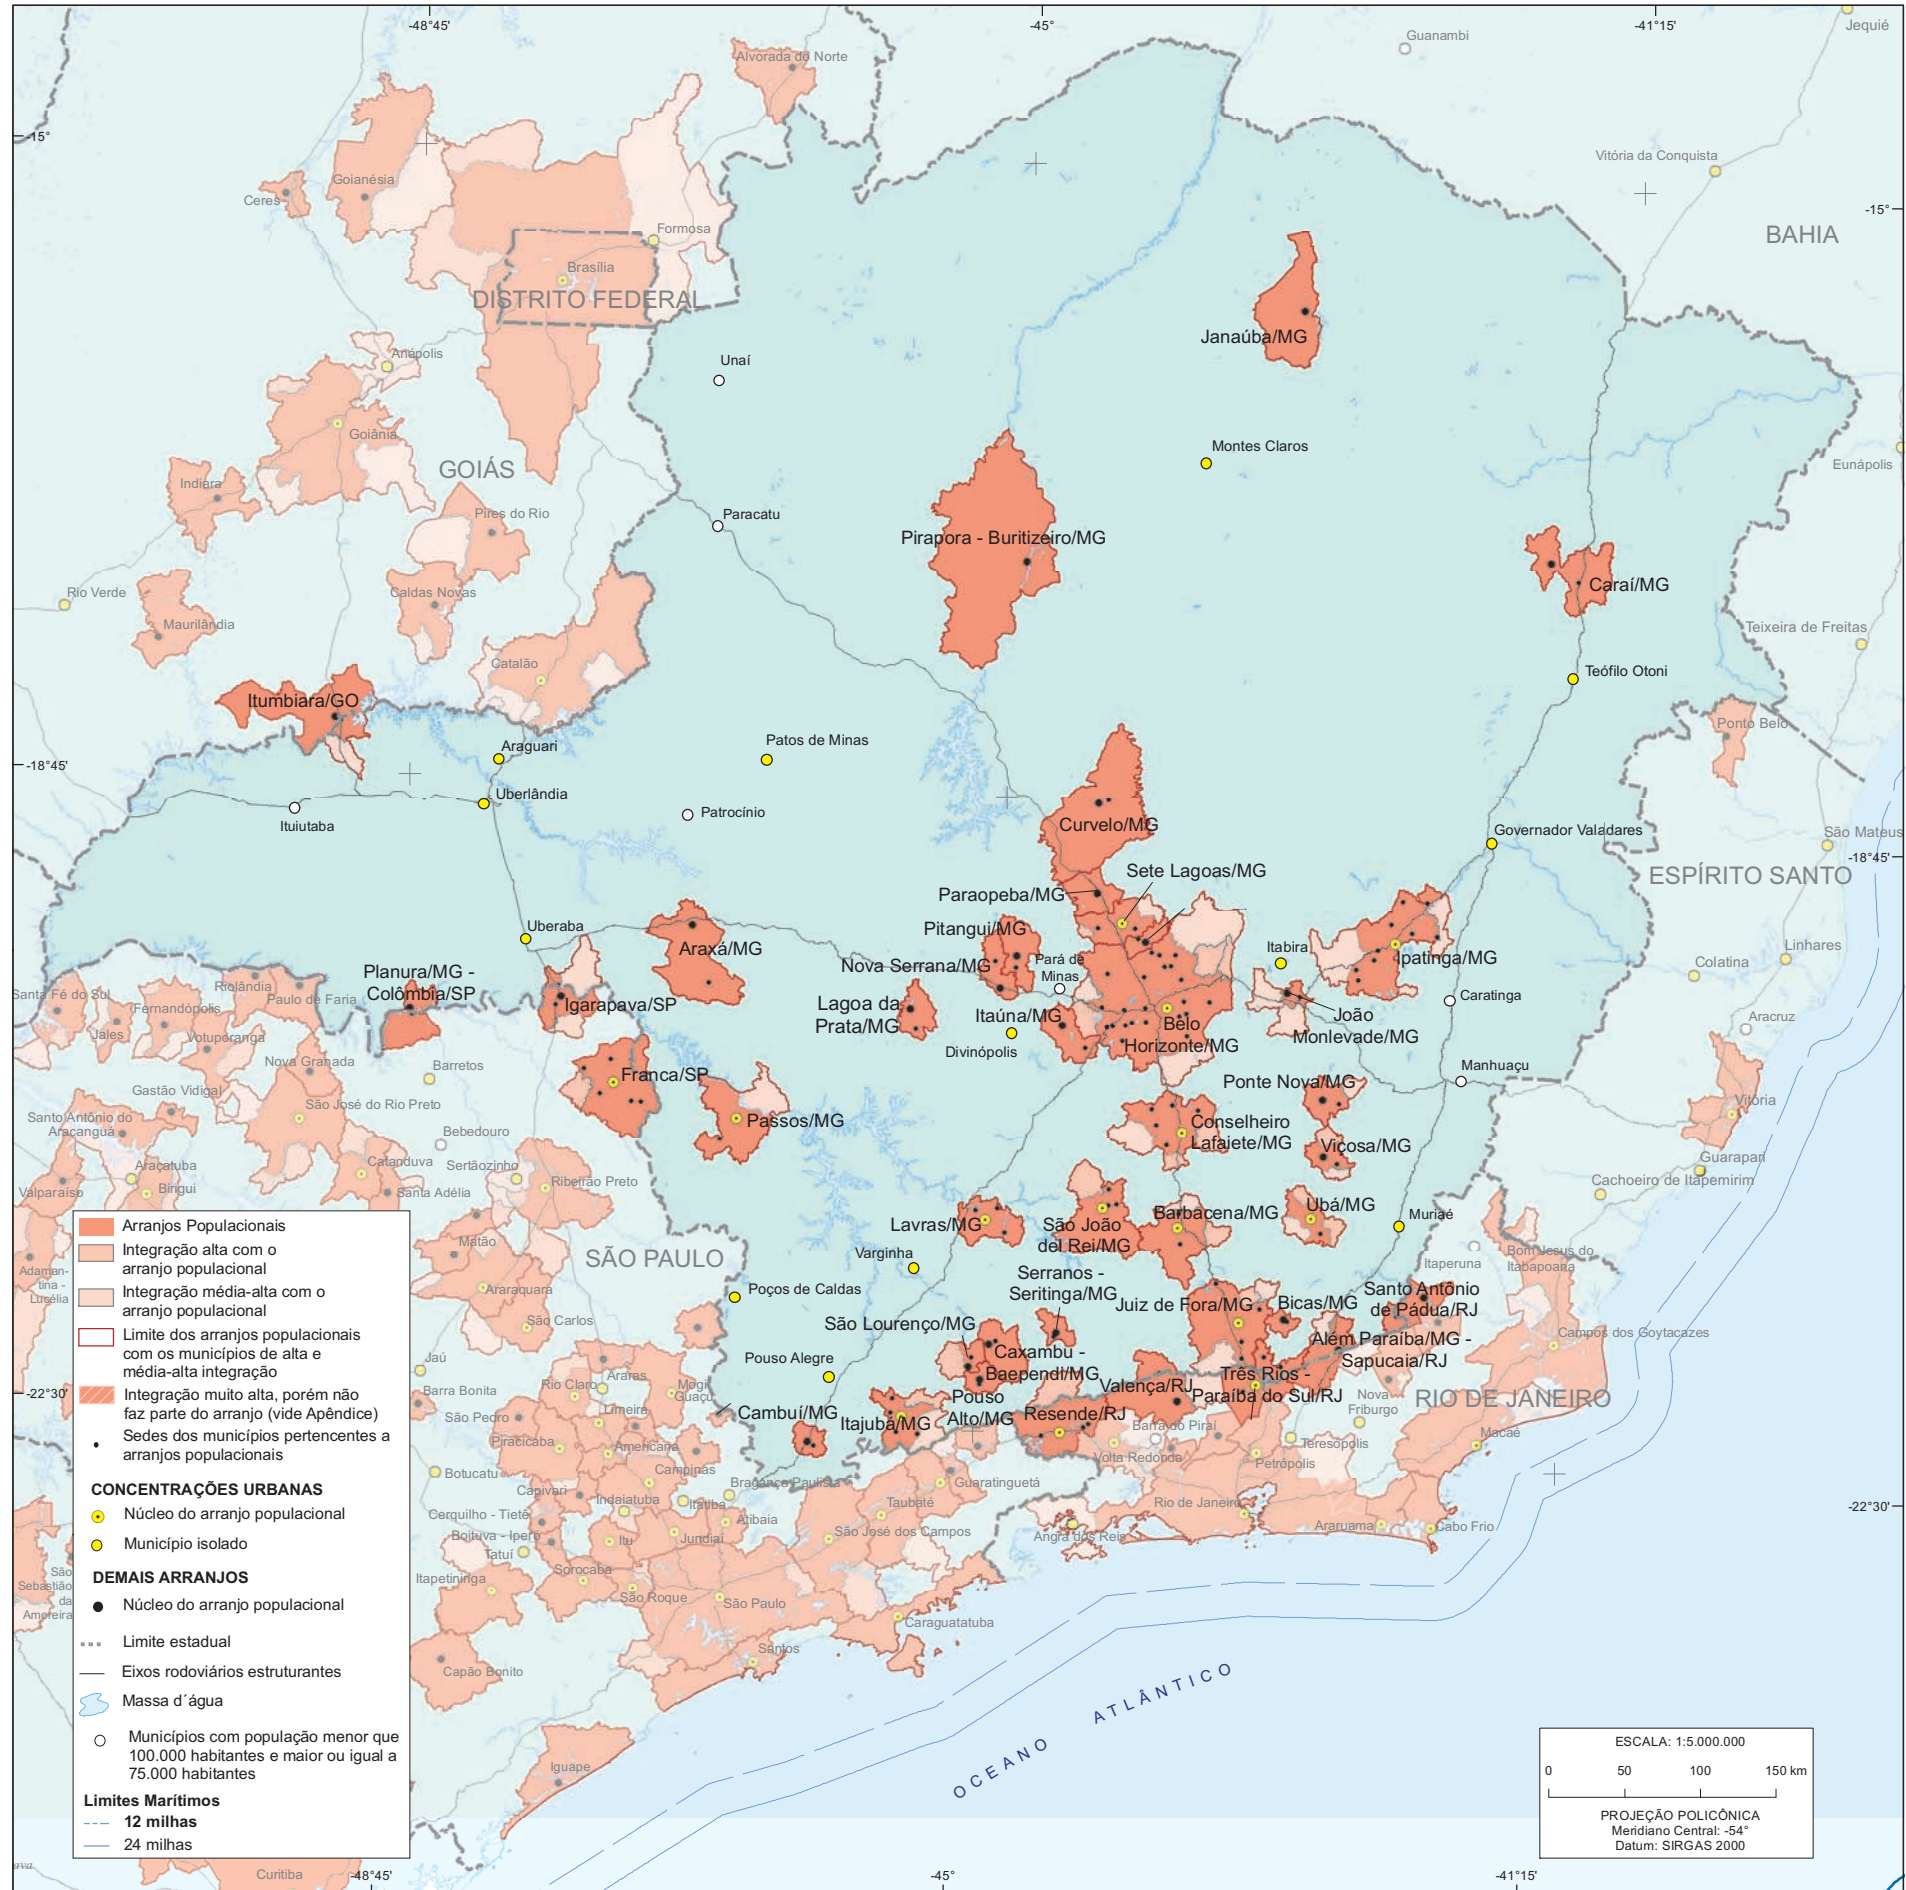 -48°45'
-45°
-41°15'
Jequié
Guanambi
Alvorada do Norte
-15°
Vitória da Conquista
Goianésia
Ceres
-15°
BAHIA
Formosa
Brasília
DISTRITO FEDERAL
Janaúba/MG
Anápolis
Unaí
Goiânia
Montes Claros
GOIÁS
Eunápolis
Indiara
Pires do Rio
Paracatu
Pirapora - Buritizeiro/MG
Caraí/MG
Rio Verde
Caldas Novas
Maurilândia
Teixeira de Freitas
Catalão
Teófilo Otoni
Itumbiara/GO
Ponto Belo
Araguari
Patos de Minas
-18°45'
Uberlândia
Patrocínio
Ituiutaba
Curvelo/MG
Governador Valadares
São Mateus
-18°45'
Sete Lagoas/MG
ESPÍRITO SANTO
Paraopeba/MG
Uberaba
Pitangui/MG
Araxá/MG
Itabira
Linhares
Ipatinga/MG
Pará de
Minas
Nova Serrana/MG
Colatina
Planura/MG -
Colômbia/SP
Riolândia
Paulo de Faria
Santa Fé do Sul
Igarapava/SP
Lagoa da
Prata/MG
Itaúna/MG
Caratinga
Fernandópolis
João
Monlevade/MG
Belo
Horizonte/MG
Aracruz
Jales
Votuporanga
Divinópolis
Nova Granada
Barretos
Manhuaçu
Franca/SP
Ponte Nova/MG
Gastão Vidigal
São José do Rio Preto
Vitória
Santo Antônio do
Aracanguá
Passos/MG
Conselheiro
Lafaiete/MG
Bebedouro
Viçosa/MG
Araçatuba
Catanduva
Sertãozinho
Guarapari
Valparaíso
Birigui
Santa Adélia
Ribeirão Preto
Cachoeiro de Itapemirim
Ubá/MG
Lavras/MG
São João
del Rei/MG
Barbacena/MG
Muriaé
Matão
SÃO PAULO
Varginha
Bom Jesus do
Itabapoana
Itaperuna
Adaman-
tina -
Lucélia
Araraquara
Poços de Caldas
Serranos -
Seritinga/MG
Santo Antônio
de Pádua/RJ
Juiz de Fora/MG
Bicas/MG
São Carlos
São Lourenço/MG
Campos dos Goytacazes
Além Paraíba/MG -
Sapucaia/RJ
Jaú
Pouso Alegre
Caxambu -
Baependi/MG
Três Rios -
Paraíba do Sul/RJ
Araras
Rio Claro
Mogi
Guaçu
Barra Bonita
Valença/RJ
-22°30'
Nova
Friburgo
RIO DE JANEIRO
Pouso
Alto/MG
Limeira
São Pedro
Cambuí/MG
Itajubá/MG
Resende/RJ
Barra do Piraí
Macaé
Piracicaba
Americana
Teresópolis
Volta Redonda
Petrópolis
Botucatu
Campinas
Bragança Paulista
Guaratinguetá
Capivari
Indaiatuba
Itatiba
Taubaté
Rio de Janeiro
-22°30'
Cerquilho - Tietê
Atibaia
Araruama
Cabo Frio
Boituva - Iperó
Itu
Jundiaí
São José dos Campos
Angra dos Reis
Tatuí
São
Sebastião
da
Amoreira
Itapetininga
Sorocaba
São Roque
São Paulo
Caraguatatuba
Santos
Capão Bonito
Iguape
Curitiba
OCEANO ATLÂNTICO
Arranjos Populacionais
Integração alta com o
arranjo populacional
Integração média-alta com o
arranjo populacional
Limite dos arranjos populacionais
com os municípios de alta e
média-alta integração
Integração muito alta, porém não
faz parte do arranjo (vide Apêndice)
Sedes dos municípios pertencentes a
arranjos populacionais
CONCENTRAÇÕES URBANAS
Núcleo do arranjo populacional
Município isolado
DEMAIS ARRANJOS
Núcleo do arranjo populacional
Limite estadual
Eixos rodoviários estruturantes
Massa d´água
Municípios com população menor que
100.000 habitantes e maior ou igual a
75.000 habitantes
Limites Marítimos
12 milhas
24 milhas
ESCALA: 1:5.000.000
0 50 100 150 km
PROJEÇÃO POLICÔNICA
Meridiano Central: -54°
Datum: SIRGAS 2000
-48°45'
-45°
-41°15'